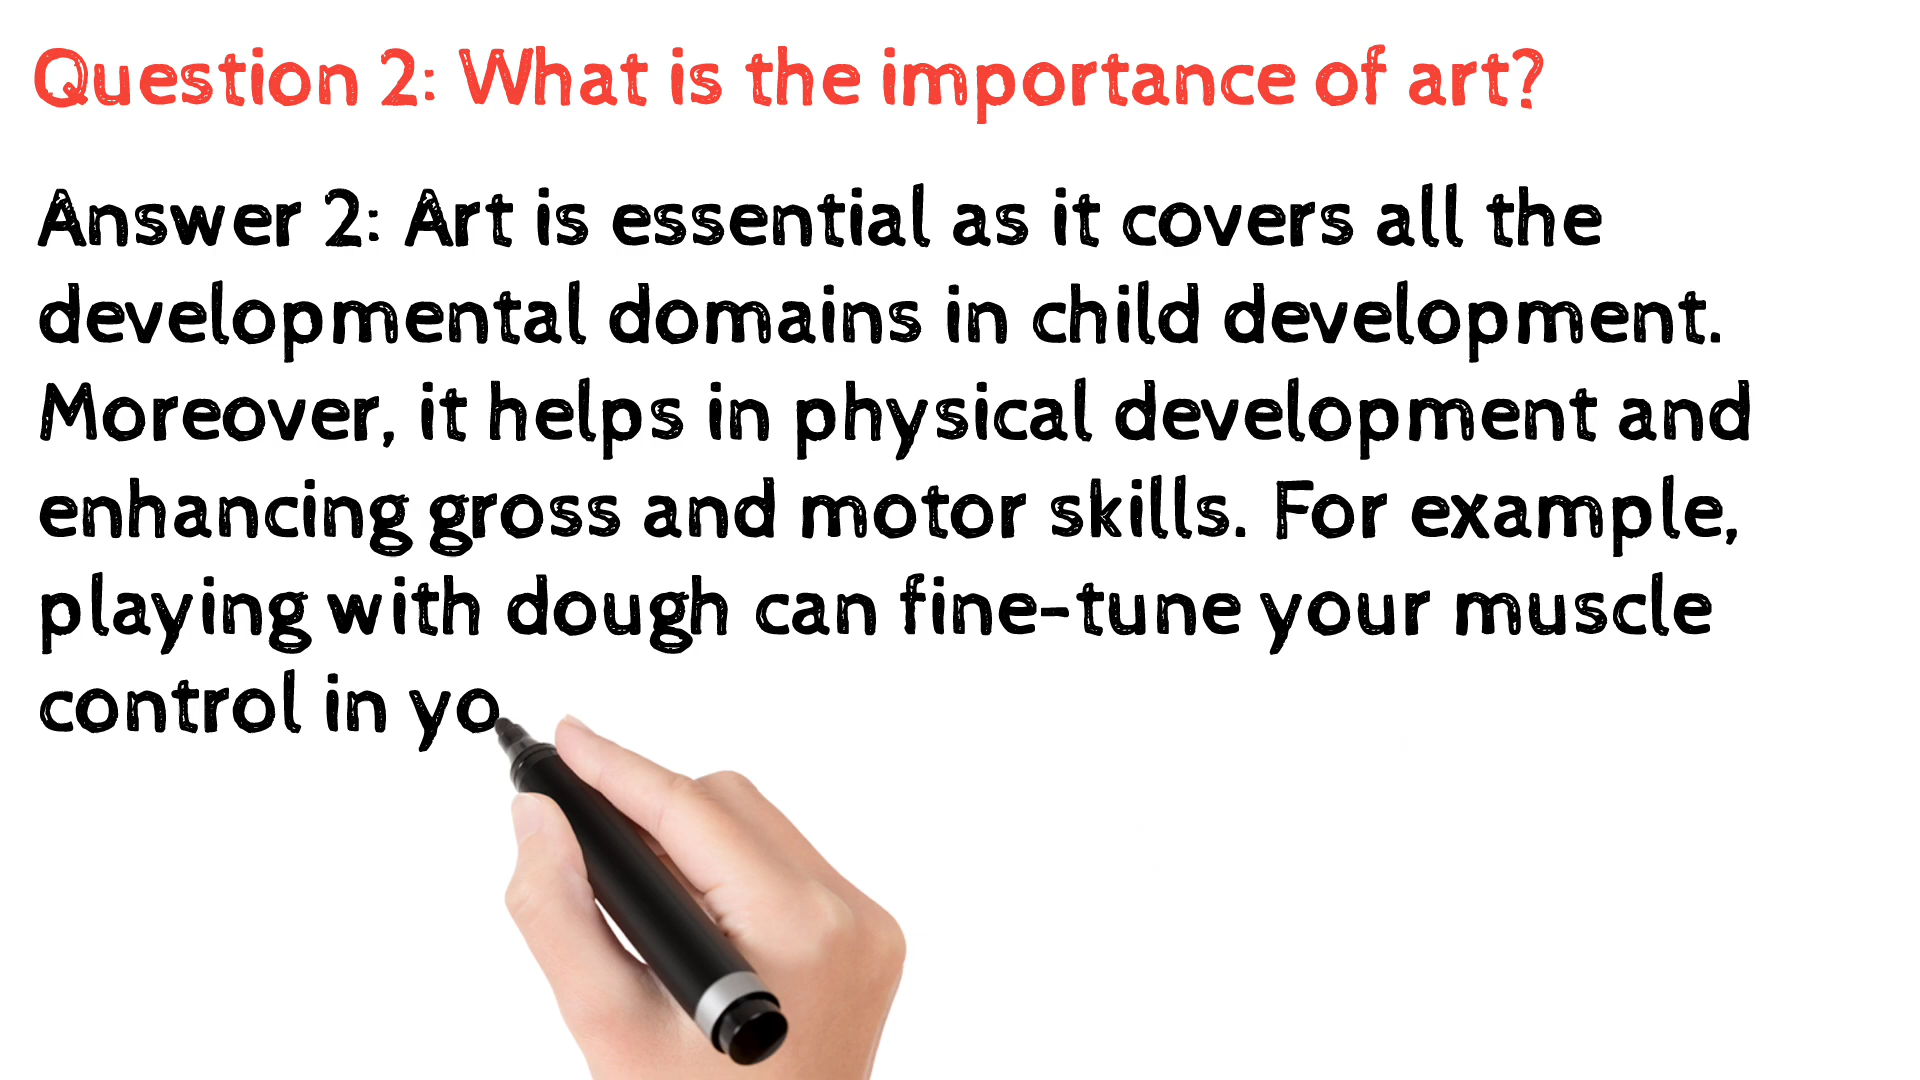 Question 2: What is the importance of art?
Answer 2: Art is essential as it covers all the
developmental domains in child development.
Moreover, it helps in physical development and
enhancing gross and motor skills. For example,
playing with dough can fine-tune your muscle
control in yo